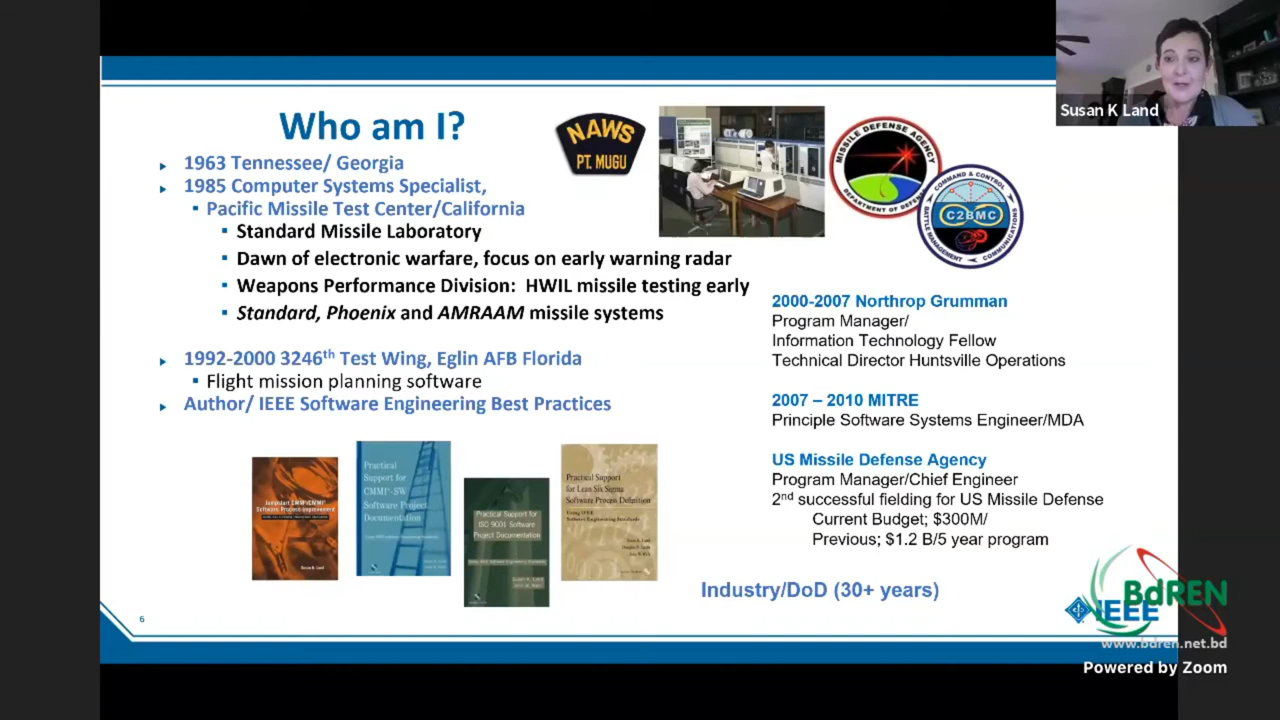 Susan K Land
Who am I?
1963 Tennessee/ Georgia
1985 Computer Systems Specialist,
Pacific Missile Test Center/California
Standard Missile Laboratory
Dawn of electronic warfare, focus on early warning radar
Weapons Performance Division: HWIL missile testing early
Standard, Phoenix and AMRAAM missile systems
1992-2000 3246th Test Wing, Eglin AFB Florida
Flight mission planning software
Author/ IEEE Software Engineering Best Practices
NAWS
PT. MUGU
MISSILE DEFENSE AGENCY
DEPARTMENT OF DEFENSE
COMMAND & CONTROL
C2BMC
BATTLE MANAGEMENT
COMMUNICATIONS
2000-2007 Northrop Grumman
Program Manager/
Information Technology Fellow
Technical Director Huntsville Operations
2007 – 2010 MITRE
Principle Software Systems Engineer/MDA
US Missile Defense Agency
Program Manager/Chief Engineer
2nd successful fielding for US Missile Defense
Current Budget; $300M/
Previous; $1.2 B/5 year program
Jumpstart CMM/CMMI
Software Project Improvement
Practical
Support for
CMMI-SW
Software Project
Documentation
Practical Support for
ISO 9001 Software
Project Documentation
Practical Support
for Lean Six Sigma
Software Process Definition
Using IEEE
Software Engineering Standards
Industry/DoD (30+ years)
6
BdREN
IEEE
www.bdren.net.bd
Powered by Zoom